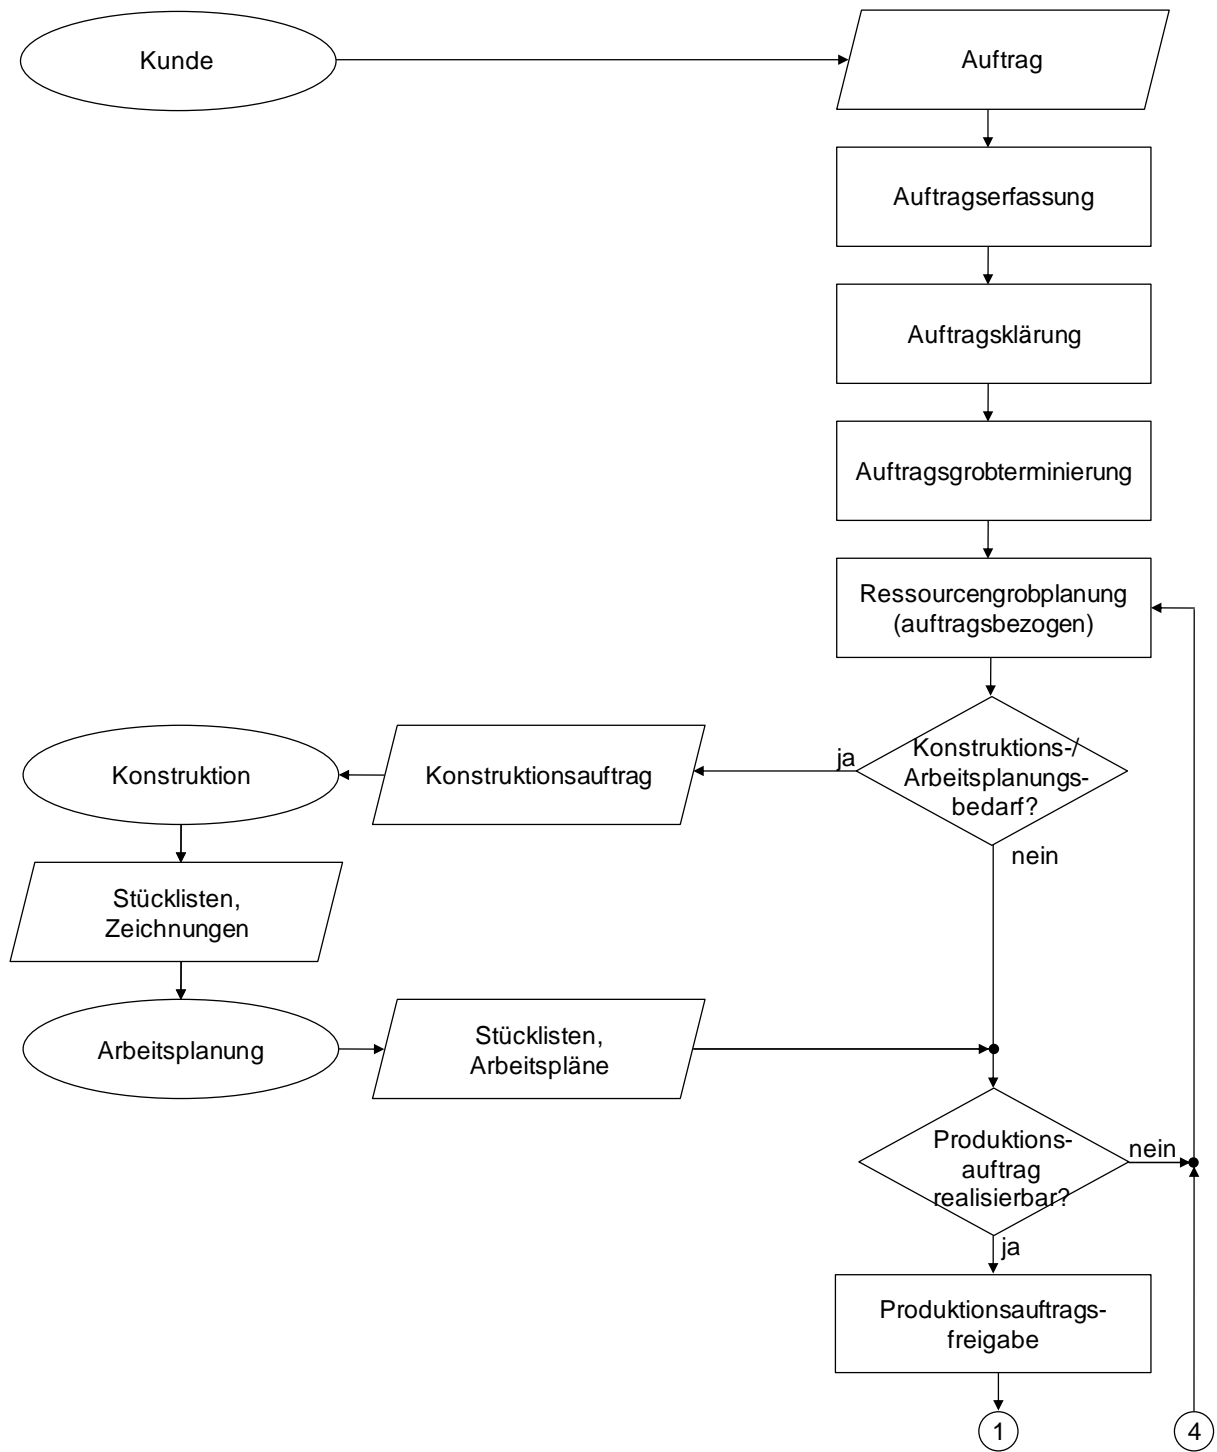 Kunde
Auftrag
Auftragserfassung
Auftragsklärung
Auftragsgrobterminierung
Ressourcengrobplanung
(auftragsbezogen)
Konstruktions-/
Arbeitsplanungs-
bedarf?
ja
Konstruktionsauftrag
Konstruktion
nein
Stücklisten,
Zeichnungen
Arbeitsplanung
Stücklisten,
Arbeitspläne
Produktions-
auftrag
realisierbar?
nein
ja
Produktionsauftrags-
freigabe
1
4